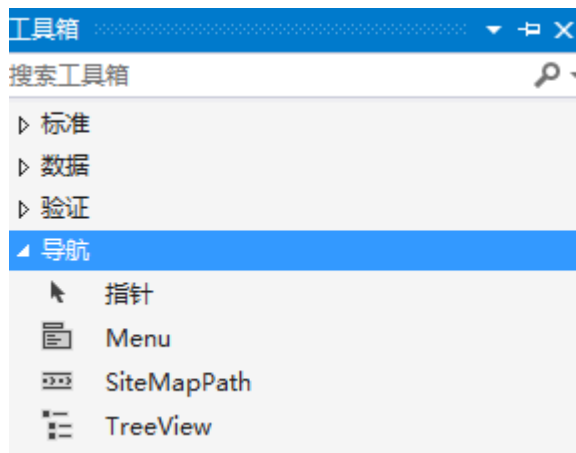 工具箱
搜索工具箱
标准
数据
验证
导航
指针
Menu
SiteMapPath
TreeView